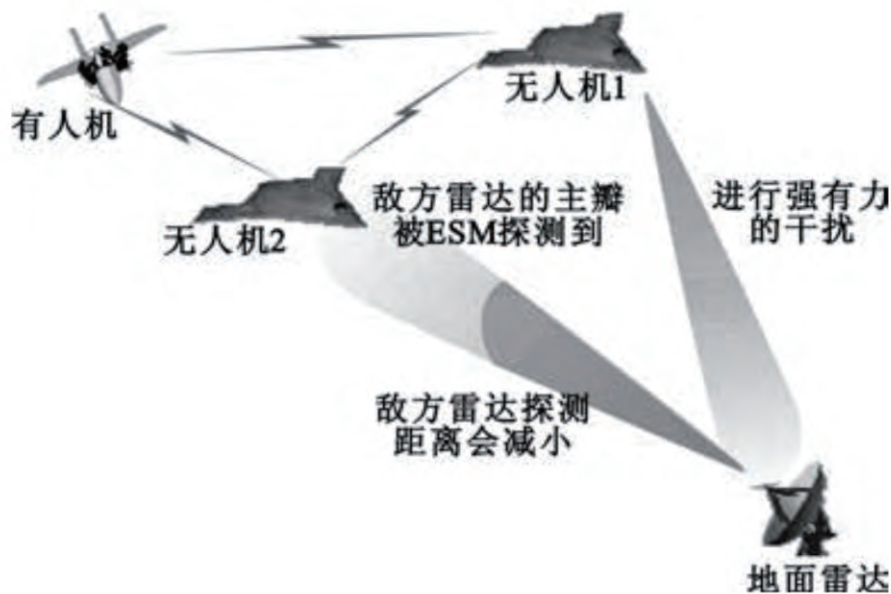 无人机1
有人机
敌方雷达的主瓣
被ESM探测到
进行强有力
的干扰
无人机2
敌方雷达探测
距离会减小
地面雷达